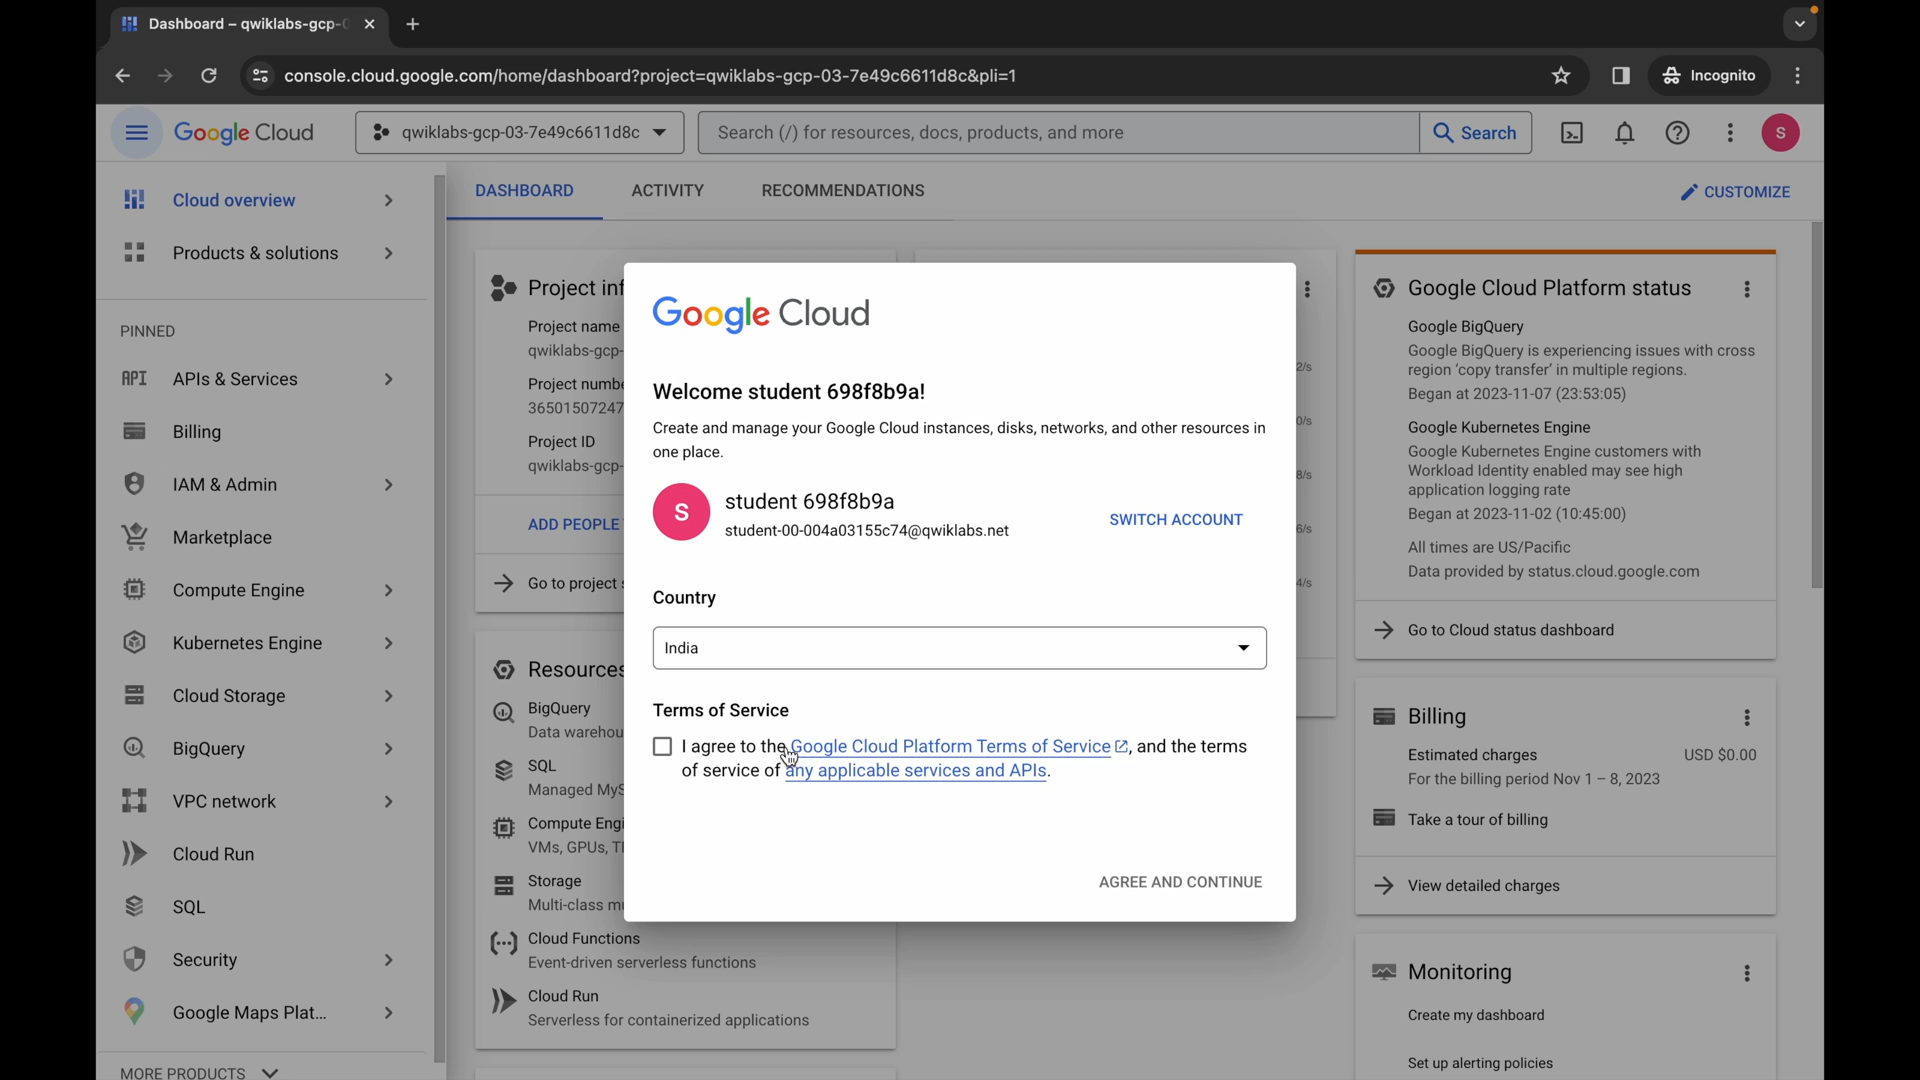 Dashboard – qwiklabs-gcp-
console.cloud.google.com/home/dashboard?project=qwiklabs-gcp-03-7e49c6611d8c&pli=1
Incognito
Google Cloud
qwiklabs-gcp-03-7e49c6611d8c
Search (/) for resources, docs, products, and more
Search
S
Cloud overview
Products & solutions
PINNED
API APIs & Services
Billing
IAM & Admin
Marketplace
Compute Engine
Kubernetes Engine
Cloud Storage
BigQuery
VPC network
Cloud Run
SQL
Security
Google Maps Plat...
MORE PRODUCTS
DASHBOARD
ACTIVITY
RECOMMENDATIONS
CUSTOMIZE
Project inf
Project name
qwiklabs-gcp-
Project numbe
36501507247
Project ID
qwiklabs-gcp-
ADD PEOPLE
Go to project s
Resources
BigQuery
Data warehou
SQL
Managed MyS
Compute Engi
VMs, GPUs, T
Storage
Multi-class mu
Cloud Functions
Event-driven serverless functions
Cloud Run
Serverless for containerized applications
Google Cloud
Welcome student 698f8b9a!
Create and manage your Google Cloud instances, disks, networks, and other resources in
one place.
S
student 698f8b9a
student-00-004a03155c74@qwiklabs.net
SWITCH ACCOUNT
Country
India
Terms of Service
I agree to the Google Cloud Platform Terms of Service, and the terms
of service of any applicable services and APIs.
AGREE AND CONTINUE
2/s
0/s
8/s
6/s
4/s
Google Cloud Platform status
Google BigQuery
Google BigQuery is experiencing issues with cross
region ‘copy transfer’ in multiple regions.
Began at 2023-11-07 (23:53:05)
Google Kubernetes Engine
Google Kubernetes Engine customers with
Workload Identity enabled may see high
application logging rate
Began at 2023-11-02 (10:45:00)
All times are US/Pacific
Data provided by status.cloud.google.com
Go to Cloud status dashboard
Billing
Estimated charges
USD $0.00
For the billing period Nov 1 – 8, 2023
Take a tour of billing
View detailed charges
Monitoring
Create my dashboard
Set up alerting policies